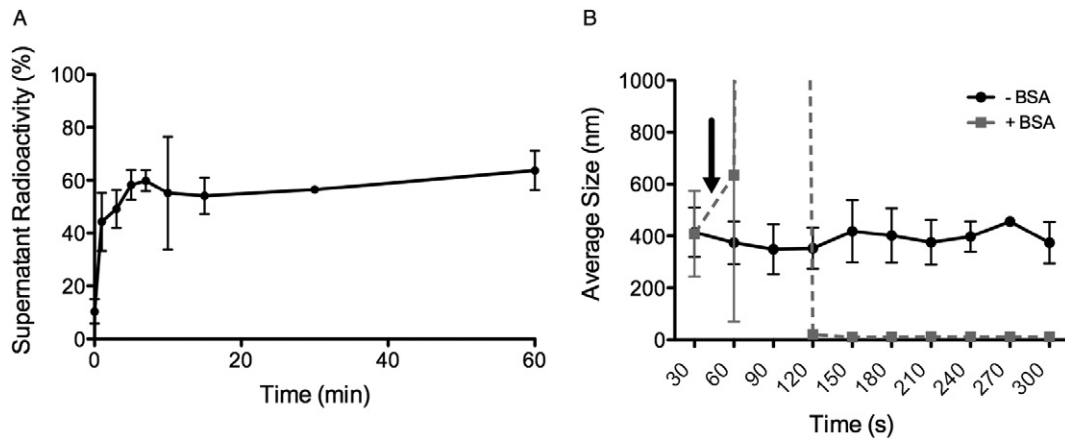 A
Supernatant Radioactivity (%)
100
80
60
40
20
0
0 20 40 60
Time (min)
B
Average Size (nm)
1000
800
600
400
200
0
- BSA
+ BSA
30 60 90 120 150 180 210 240 270 300
Time (s)